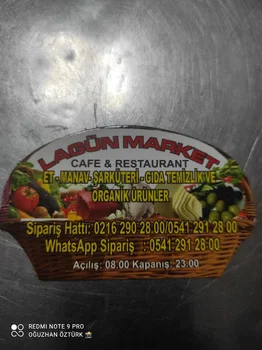 LAGÜN MARKET
CAFE & RESTAURANT
ET - MANAV- ŞARKÜTERİ - GIDA TEMİZLİK VE
ORGANİK ÜRÜNLER
Sipariş Hattı: 0216 290 28 00/0541 291 28 00
WhatsApp Sipariş : 0541 291 28 00
Açılış: 08.00 Kapanış: 23.00
REDMI NOTE 9 PRO
OĞUZHAN ÖZTÜRK